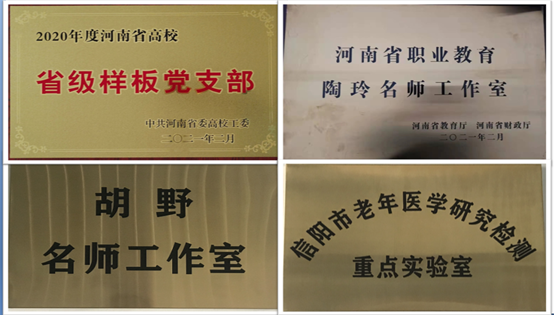 2020年度河南省高校
省级样板党支部
中共河南省委高校工委
二〇二一年二月
河南省职业教育
陶玲名师工作室
河南省教育厅 河南省财政厅
二〇二一年二月
胡野
名师工作室
信阳市老年医学研究检测
重点实验室